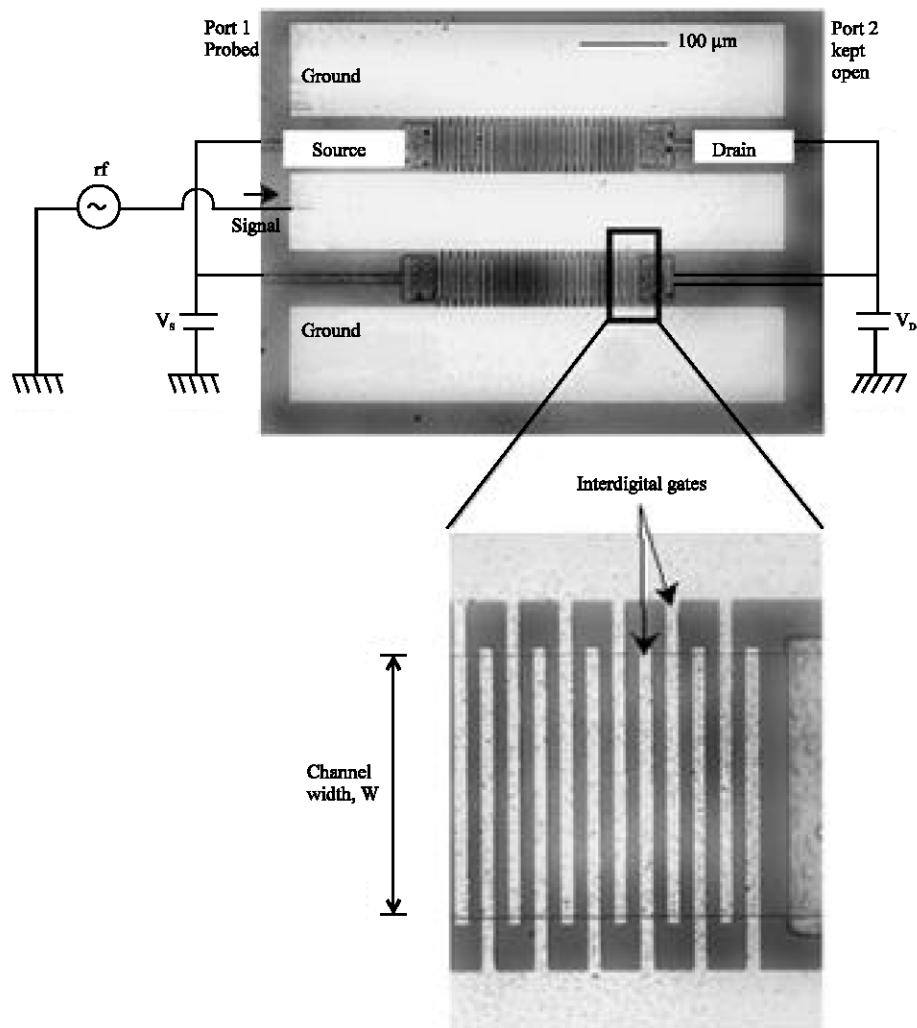 Port 1
Probed
100 μm
Port 2
kept
open
Ground
Source
Drain
rf
~
Signal
V_S
Ground
V_D
Interdigital gates
Channel
width, W